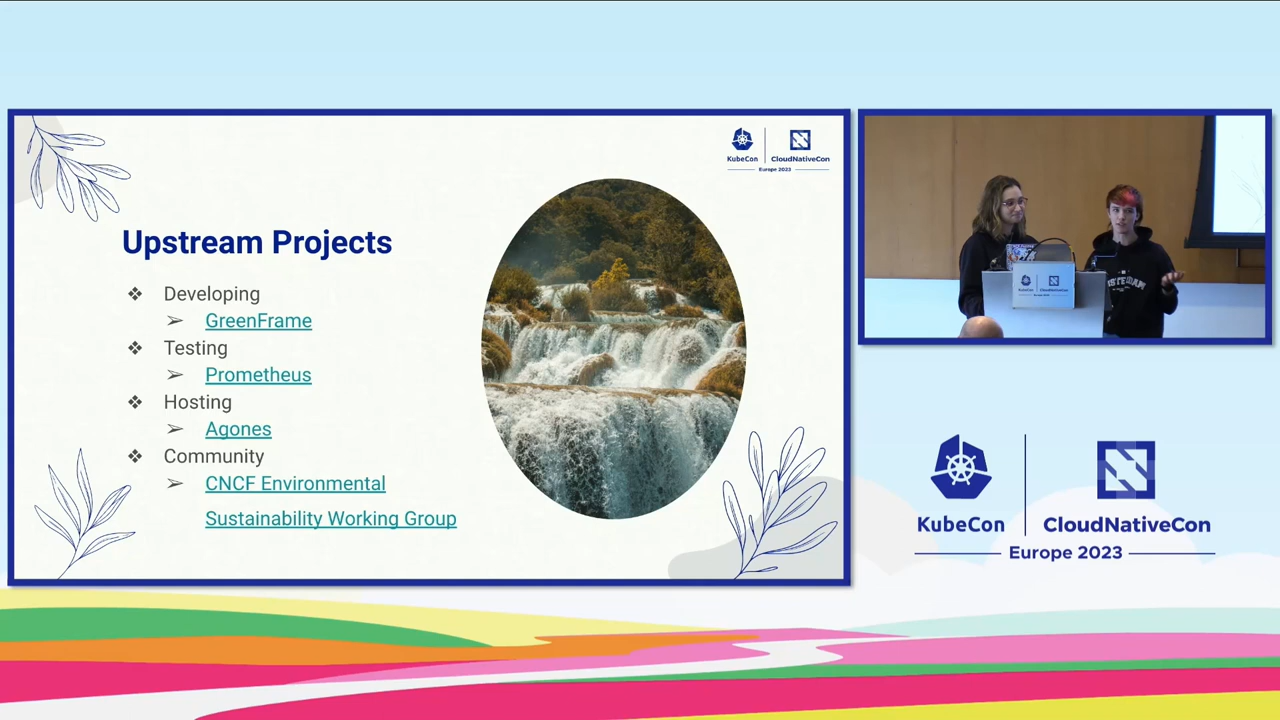 KubeCon
CloudNativeCon
Europe 2023
Upstream Projects
Developing
GreenFrame
Testing
Prometheus
Hosting
Agones
Community
CNCF Environmental
Sustainability Working Group
KubeCon
CloudNativeCon
Europe 2023